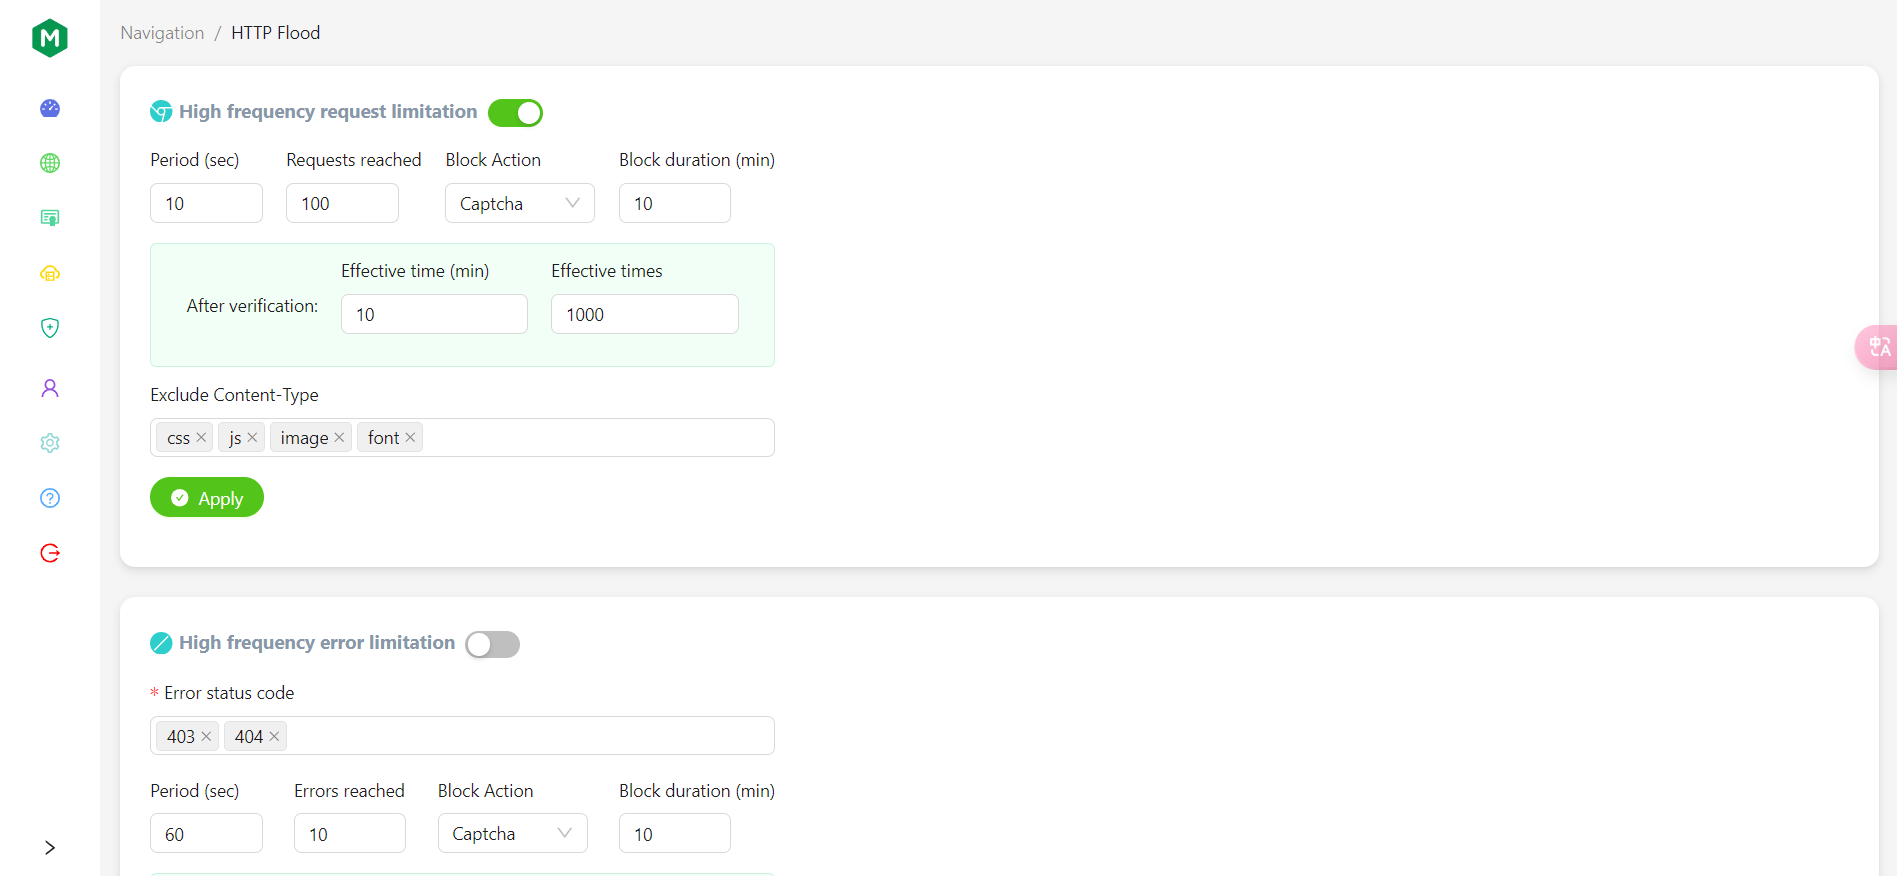 M
Navigation / HTTP Flood
High frequency request limitation
Period (sec) Requests reached Block Action Block duration (min)
10 100 Captcha 10
Effective time (min) Effective times
After verification:
10 1000
Exclude Content-Type
css js image font
Apply
High frequency error limitation
* Error status code
403 404
Period (sec) Errors reached Block Action Block duration (min)
60 10 Captcha 10
中 A